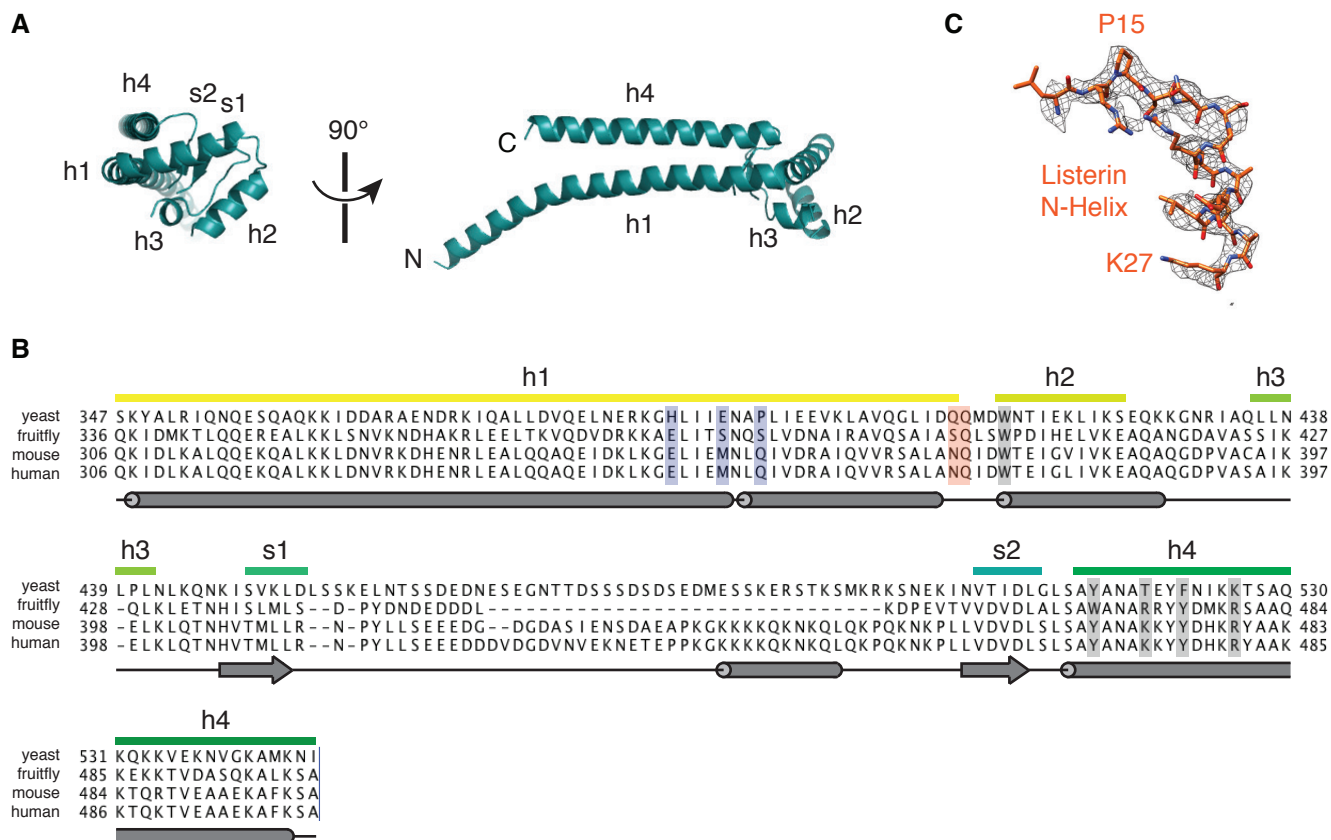 A
C
P15
h4
s2
s1
h4
90°
C
h1
Listerin
N-Helix
h1
h2
h3
h2
h3
N
K27
B
h1
h2
h3
yeast 347 SKYALRIQNQESQAQKKIDDARAENDRKIQALLDVQELNERKGHLIIENAPLIEEVKLAVQGLIDQQMDWNTIEKLIKSEQKKGNRIAQLLN 438
fruitfly 336 QKIDMKTLQQEREALKKLSNVKNDHAKRLEELTKVQDVDRKKAELITSNQSLVDNAIRAVQSAIASQLSWPDIHELVKEAQANGDAVASSIK 427
mouse 306 QKIDLKALQQEKQALKKLDNVRKDHENRLEALQQAQEIDKLKGELIEMNLQIVDRAIQVVRSALANQIDWTEIGVIVKEAQAQGDPVACAIK 397
human 306 QKIDLKALQQEKQALKKLDNVRKDHENRLEALQQAQEIDKLKGELIEMNLQIVDRAIQVVRSALANQIDWTEIGLIVKEAQAQGDPVASAIK 397
h3
s1
s2
h4
yeast 439 LPLNLKQNKISVKLDLSSKELNTSSDEDNESEGNTTDSSSDSDSEDMESSKERSTKSMKRKSNEKINVTIDLGLSAYANATEYFNIKKTSAQ 530
fruitfly 428 -QLKLETNHISLMLS--D-PYDNDEDDDL-------------------------------KDPEVTVVDVDLALSAWANARRYYDMKRSAAQ 485
mouse 398 -ELKLQTNHVTMLLR--N-PYLLSEEEDG--DGDASIENSDAEAPKGKKKKQKNKQLQKPQKNKPLLVDVDLSLSAYANAKKYYDHKRYAAK 483
human 398 -ELKLQTNHVTMLLR--N-PYLLSEEEDDDVDGDVNVEKNETEPPKGKKKKQKNKQLQKPQKNKPLLVDVDLSLSAYANAKKYYDHKRYAAK 485
h4
yeast 531 KQKKVEKNVGKAMKNI
fruitfly 485 KEKKTVDASQKALKSA
mouse 484 KTQRTVEAAEKAFKSA
human 486 KTQKTVEAAEKAFKSA